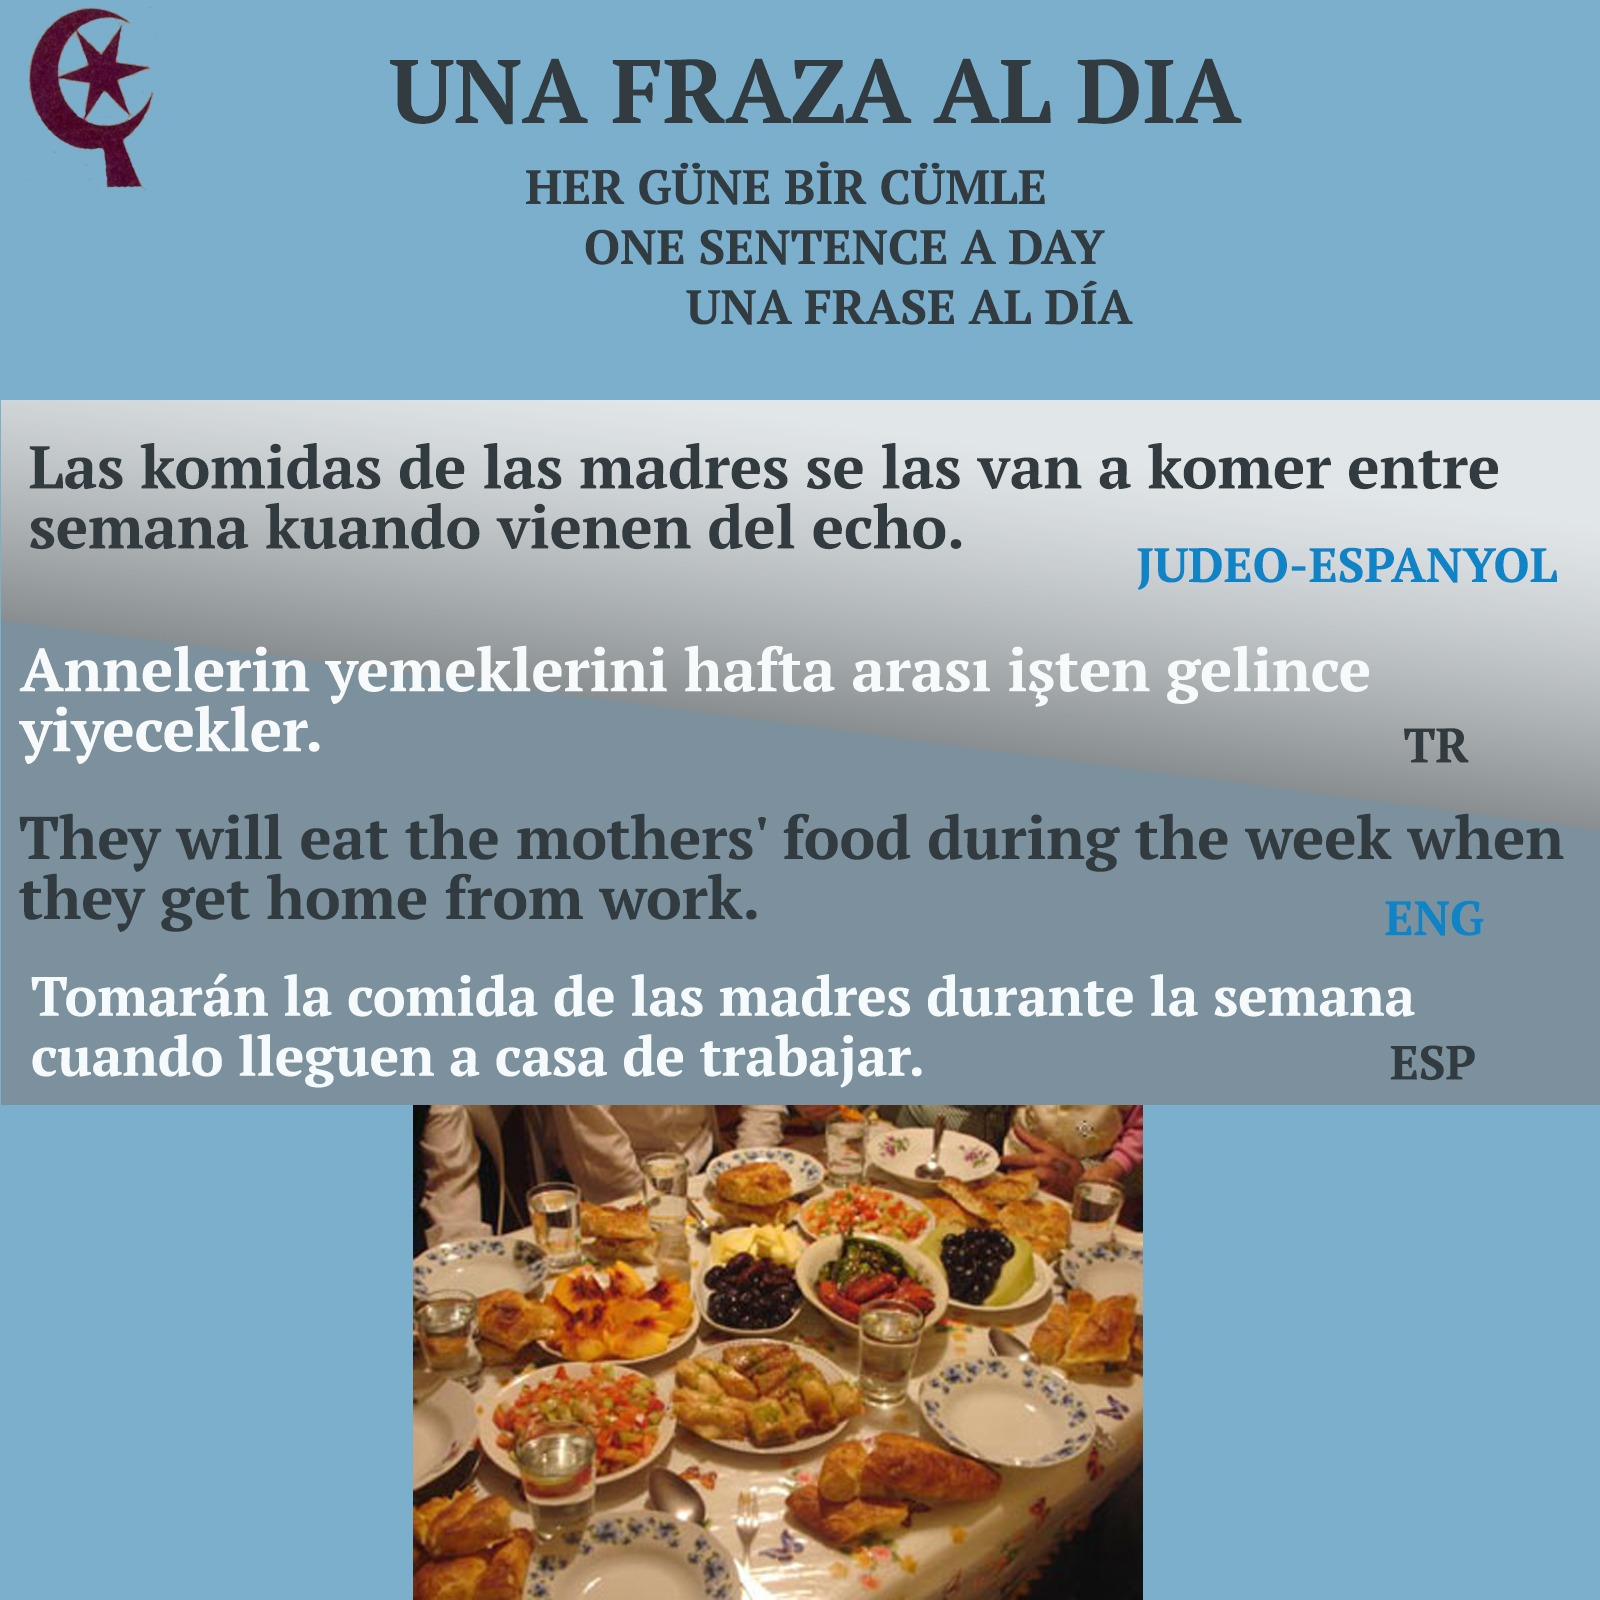 UNA FRAZA AL DIA
HER GÜNE BİR CÜMLE
ONE SENTENCE A DAY
UNA FRASE AL DÍA
Las komidas de las madres se las van a komer entre
semana kuando vienen del echo.
JUDEO-ESPANYOL
Annelerin yemeklerini hafta arası işten gelince
yiyecekler.
TR
They will eat the mothers' food during the week when
they get home from work.
ENG
Tomarán la comida de las madres durante la semana
cuando lleguen a casa de trabajar.
ESP